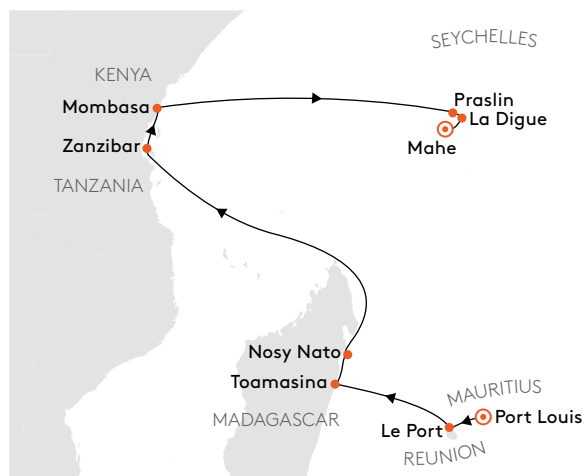 SEYCHELLES
KENYA
Praslin
Mombasa
La Digue
Zanzibar
Mahe
TANZANIA
Nosy Nato
Toamasina
MAURITIUS
MADAGASCAR
Port Louis
Le Port
REUNION